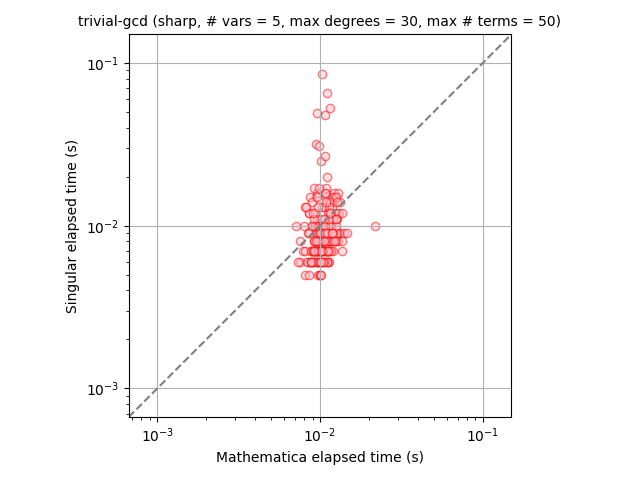 trivial-gcd (sharp, # vars = 5, max degrees = 30, max # terms = 50)
10⁻¹
10⁻²
10⁻³
Singular elapsed time (s)
10⁻³
10⁻²
10⁻¹
Mathematica elapsed time (s)